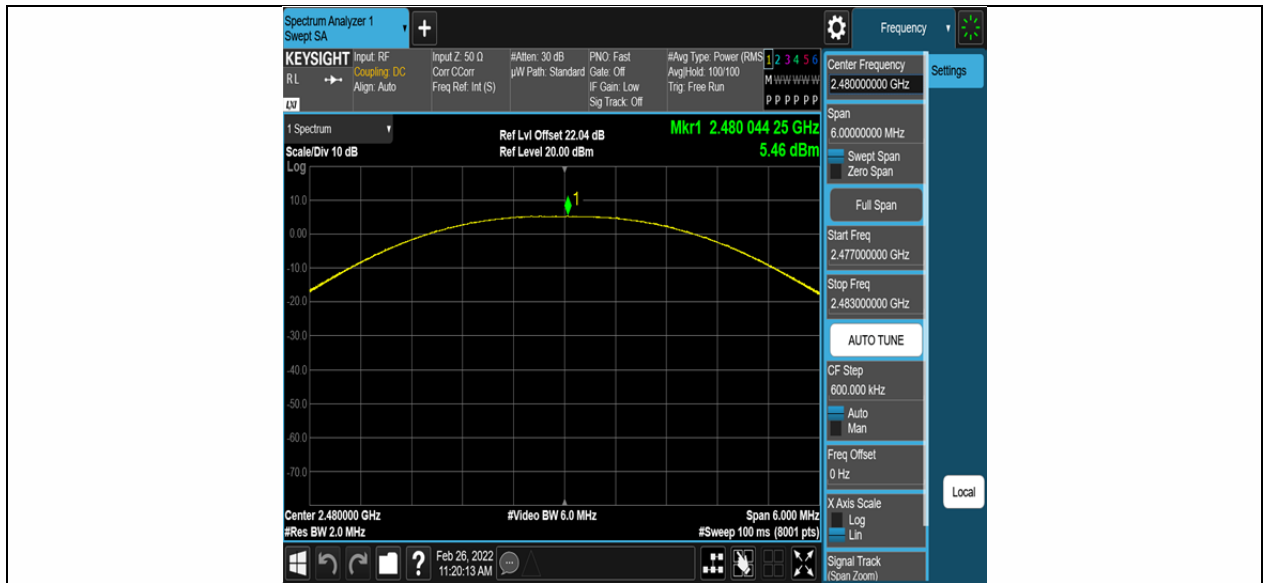 Spectrum Analyzer 1
Swept SA
+
Frequency
KEYSIGHT
RL
LXI
Input: RF
Coupling: DC
Align: Auto
Input Z: 50 Ω
Corr CCorr
Freq Ref: Int (S)
#Atten: 30 dB
µW Path: Standard
PNO: Fast
Gate: Off
IF Gain: Low
Sig Track: Off
#Avg Type: Power (RMS
Avg|Hold: 100/100
Trig: Free Run
1 2 3 4 5 6
M W W W W W
P P P P P P
1 Spectrum
Scale/Div 10 dB
Ref Lvl Offset 22.04 dB
Ref Level 20.00 dBm
Mkr1 2.480 044 25 GHz
5.46 dBm
Log
10.0
0.00
-10.0
-20.0
-30.0
-40.0
-50.0
-60.0
-70.0
1
Center 2.480000 GHz
#Res BW 2.0 MHz
#Video BW 6.0 MHz
Span 6.000 MHz
#Sweep 100 ms (8001 pts)
Feb 26, 2022
11:20:13 AM
?
Center Frequency
2.480000000 GHz
Settings
Span
6.00000000 MHz
Swept Span
Zero Span
Full Span
Start Freq
2.477000000 GHz
Stop Freq
2.483000000 GHz
AUTO TUNE
CF Step
600.000 kHz
Auto
Man
Freq Offset
0 Hz
X Axis Scale
Log
Lin
Local
Signal Track
(Span Zoom)